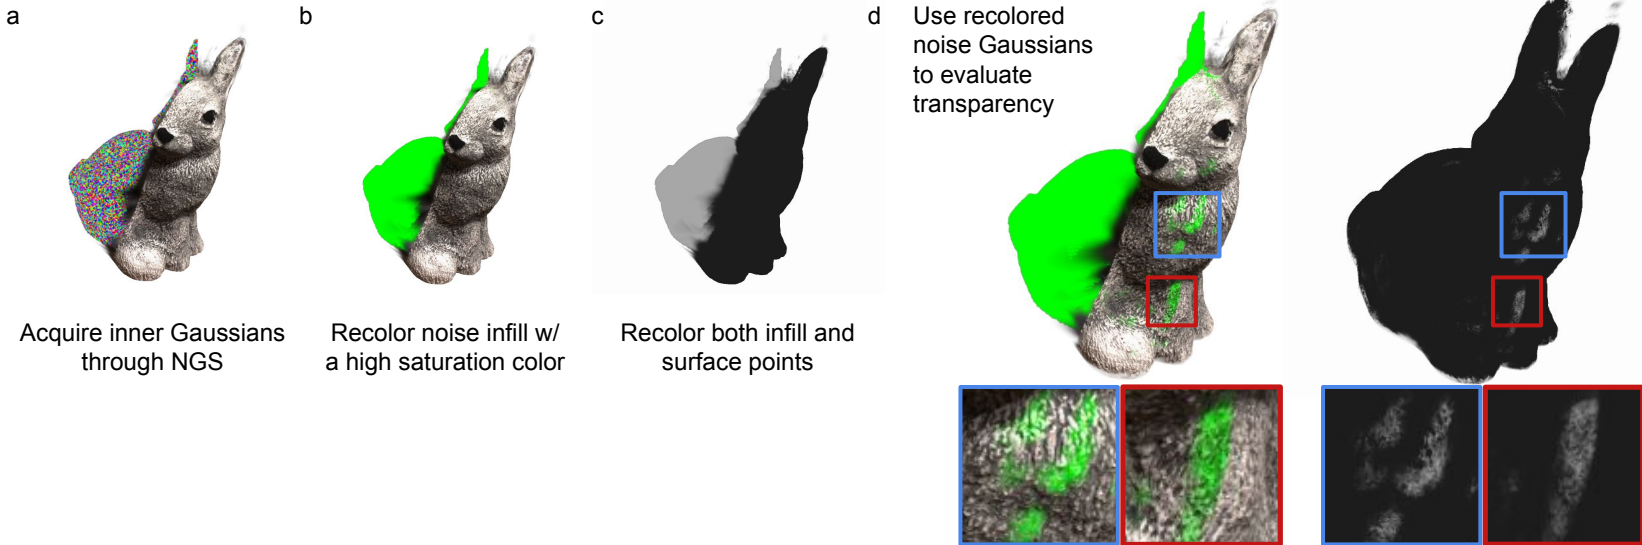 a
Acquire inner Gaussians
through NGS
b
Recolor noise infill w/
a high saturation color
c
Recolor both infill and
surface points
d
Use recolored
noise Gaussians
to evaluate
transparency